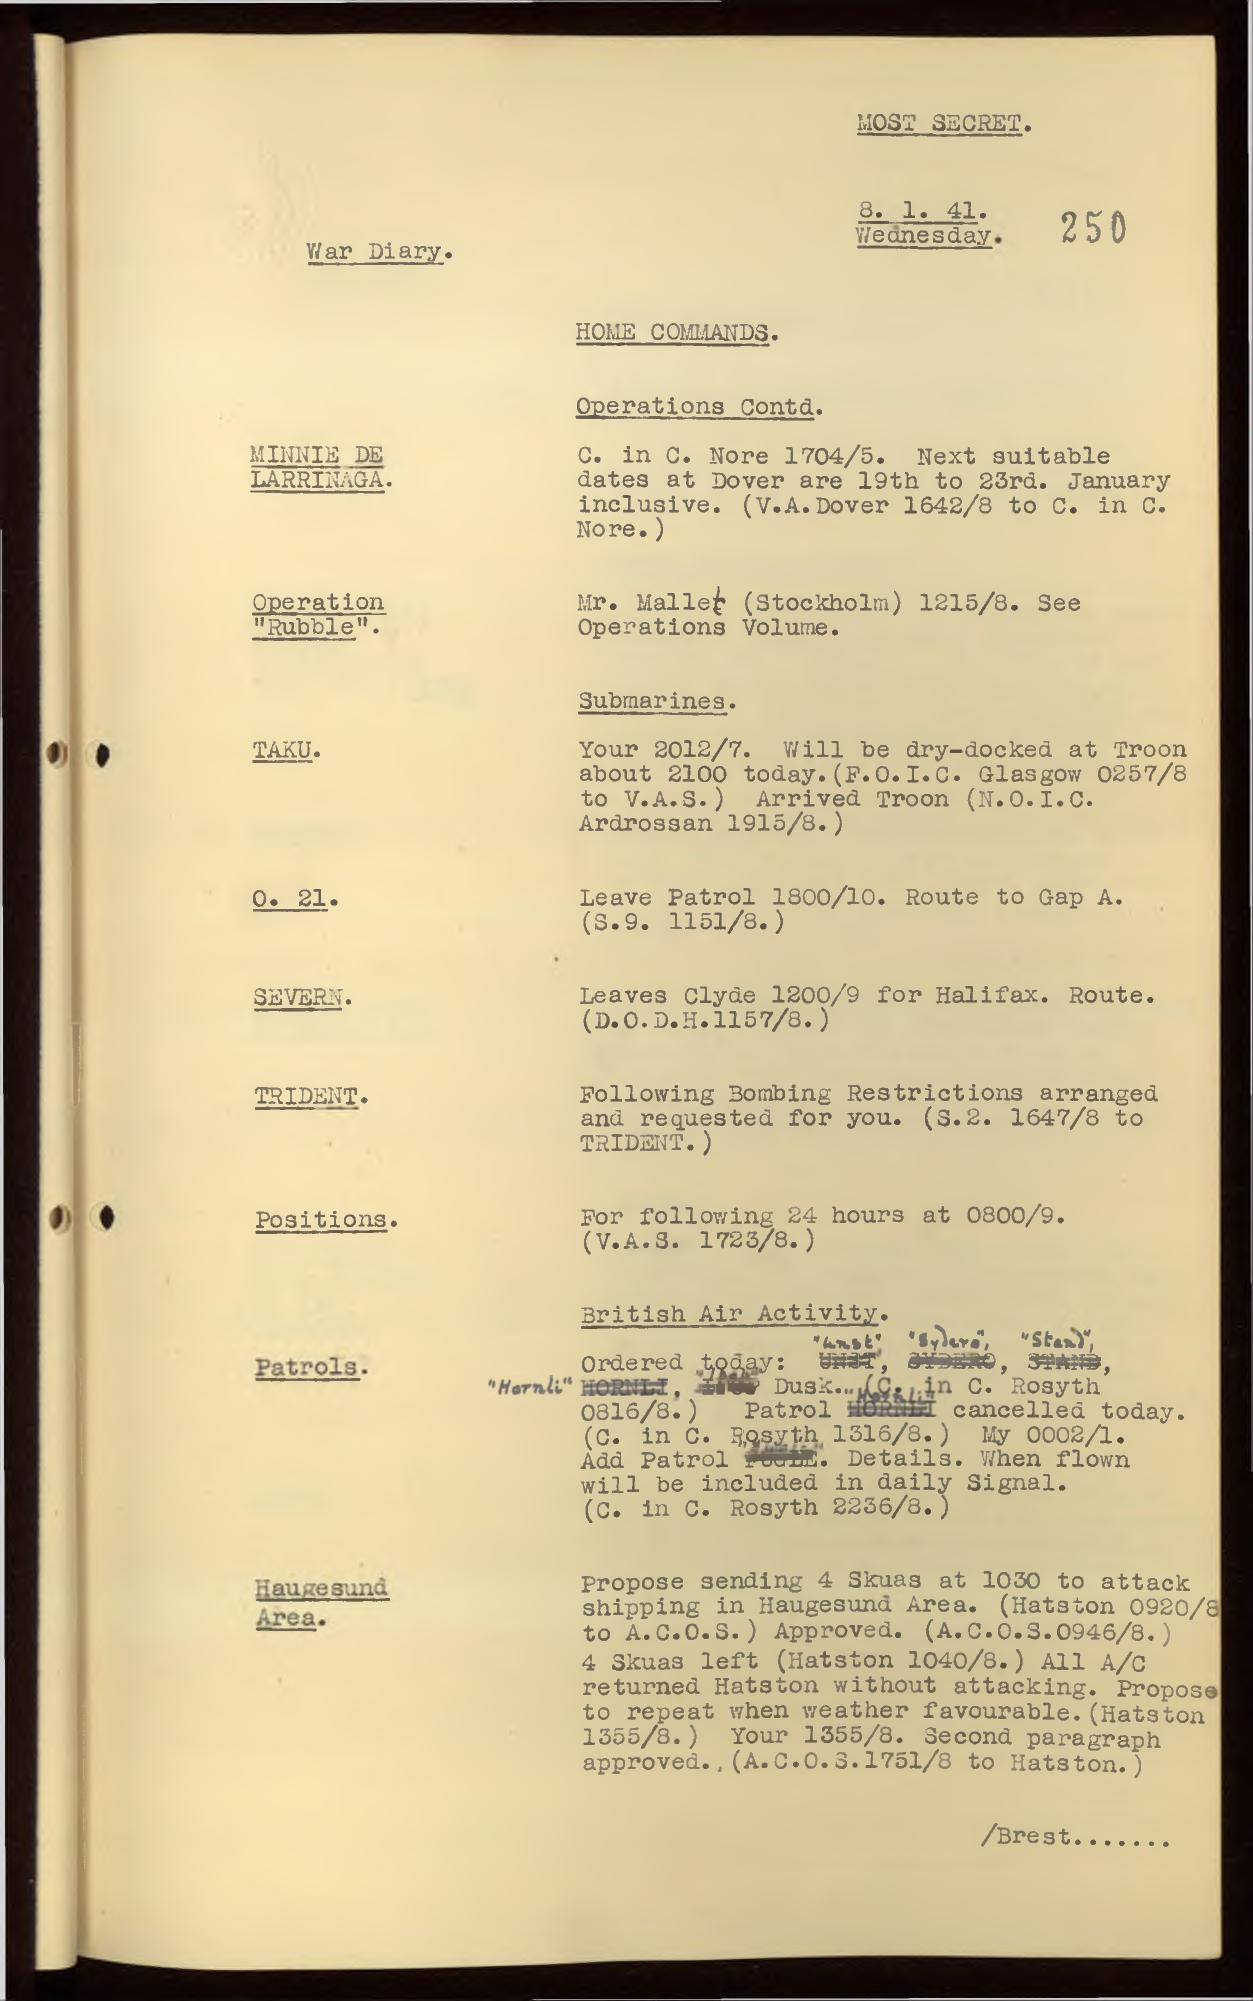 MOST SECRET.
8. 1. 41.
Wednesday. 250
War Diary.
HOME COMMANDS.
Operations Contd.
MINNIE DE
LARRINAGA.
C. in C. Nore 1704/5. Next suitable
dates at Dover are 19th to 23rd. January
inclusive. (V.A.Dover 1642/8 to C. in C.
Nore.)
Operation
"Rubble".
Mr. Mallet (Stockholm) 1215/8. See
Operations Volume.
Submarines.
TAKU.
Your 2012/7. Will be dry-docked at Troon
about 2100 today.(F.O.I.C. Glasgow 0257/8
to V.A.S.) Arrived Troon (N.O.I.C.
Ardrossan 1915/8.)
O. 21.
Leave Patrol 1800/10. Route to Gap A.
(S.9. 1151/8.)
SEVERN.
Leaves Clyde 1200/9 for Halifax. Route.
(D.O.D.H.1157/8.)
TRIDENT.
Following Bombing Restrictions arranged
and requested for you. (S.2. 1647/8 to
TRIDENT.)
Positions.
For following 24 hours at 0800/9.
(V.A.S. 1723/8.)
British Air Activity.
"Unst", "Sydero", "Stand",
Patrols.
Ordered today: UNST, SYDERO, STAND,
"Hornli" HORNLI, Dusk. (C. in C. Rosyth
0816/8.) Patrol HORNLI cancelled today.
(C. in C. Rosyth 1316/8.) My 0002/1.
Add Patrol . Details. When flown
will be included in daily Signal.
(C. in C. Rosyth 2236/8.)
Haugesund
Area.
Propose sending 4 Skuas at 1030 to attack
shipping in Haugesund Area. (Hatston 0920/8
to A.C.O.S.) Approved. (A.C.O.S.0946/8.)
4 Skuas left (Hatston 1040/8.) All A/C
returned Hatston without attacking. Propose
to repeat when weather favourable.(Hatston
1355/8.) Your 1355/8. Second paragraph
approved. (A.C.O.S.1751/8 to Hatston.)
/Brest.......